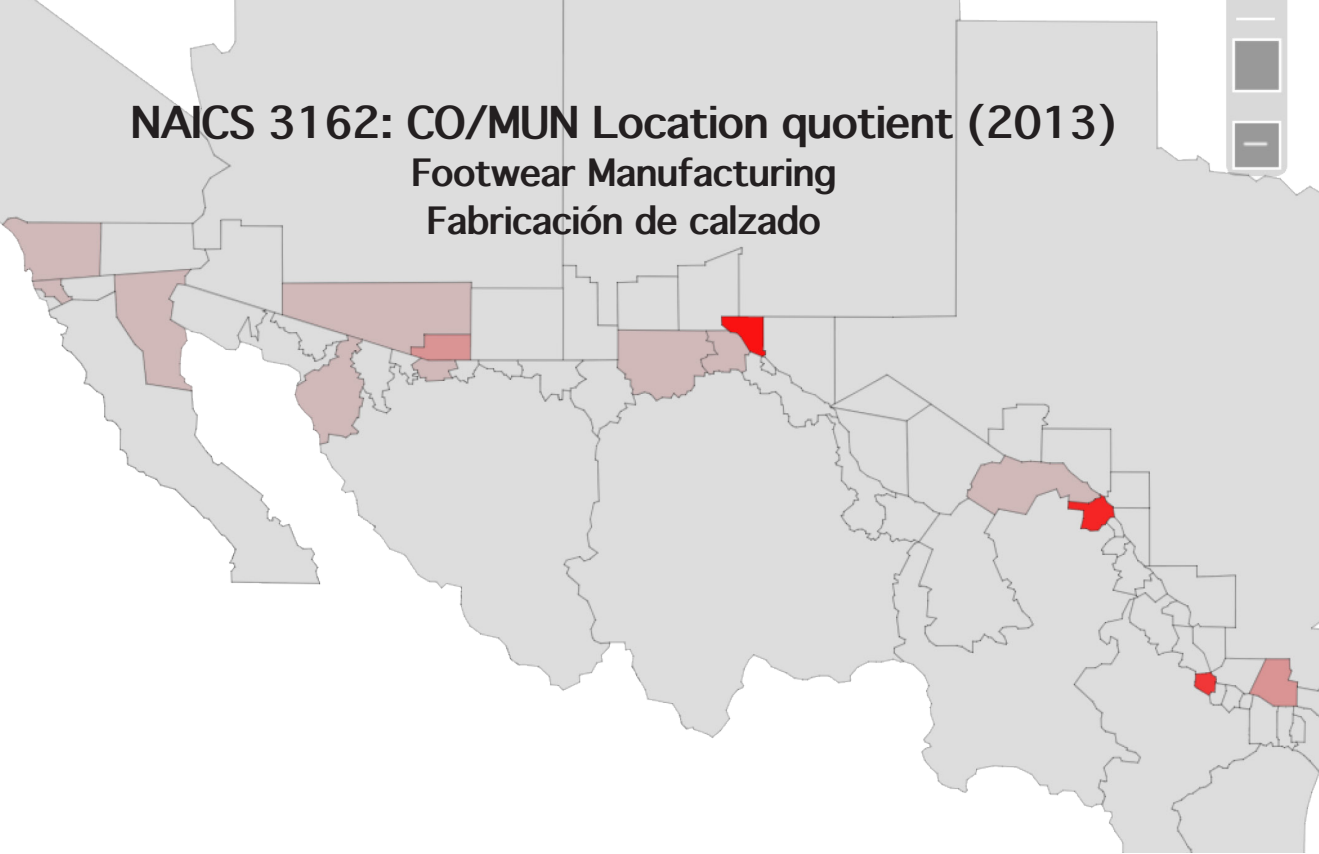 NAICS 3162: CO/MUN Location quotient (2013)
Footwear Manufacturing
Fabricación de calzado